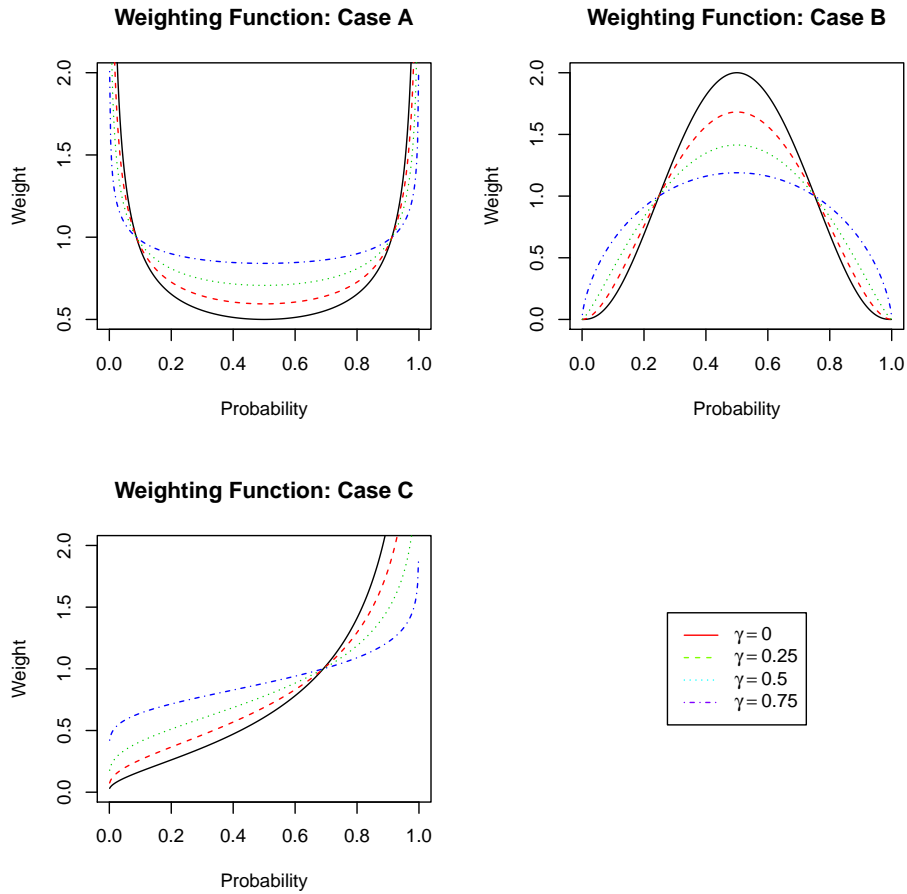 Weighting Function: Case A
Weight
0.5 1.0 1.5 2.0
0.0 0.2 0.4 0.6 0.8 1.0
Probability
Weighting Function: Case B
Weight
0.0 0.5 1.0 1.5 2.0
0.0 0.2 0.4 0.6 0.8 1.0
Probability
Weighting Function: Case C
Weight
0.0 0.5 1.0 1.5 2.0
0.0 0.2 0.4 0.6 0.8 1.0
Probability
γ = 0
γ = 0.25
γ = 0.5
γ = 0.75